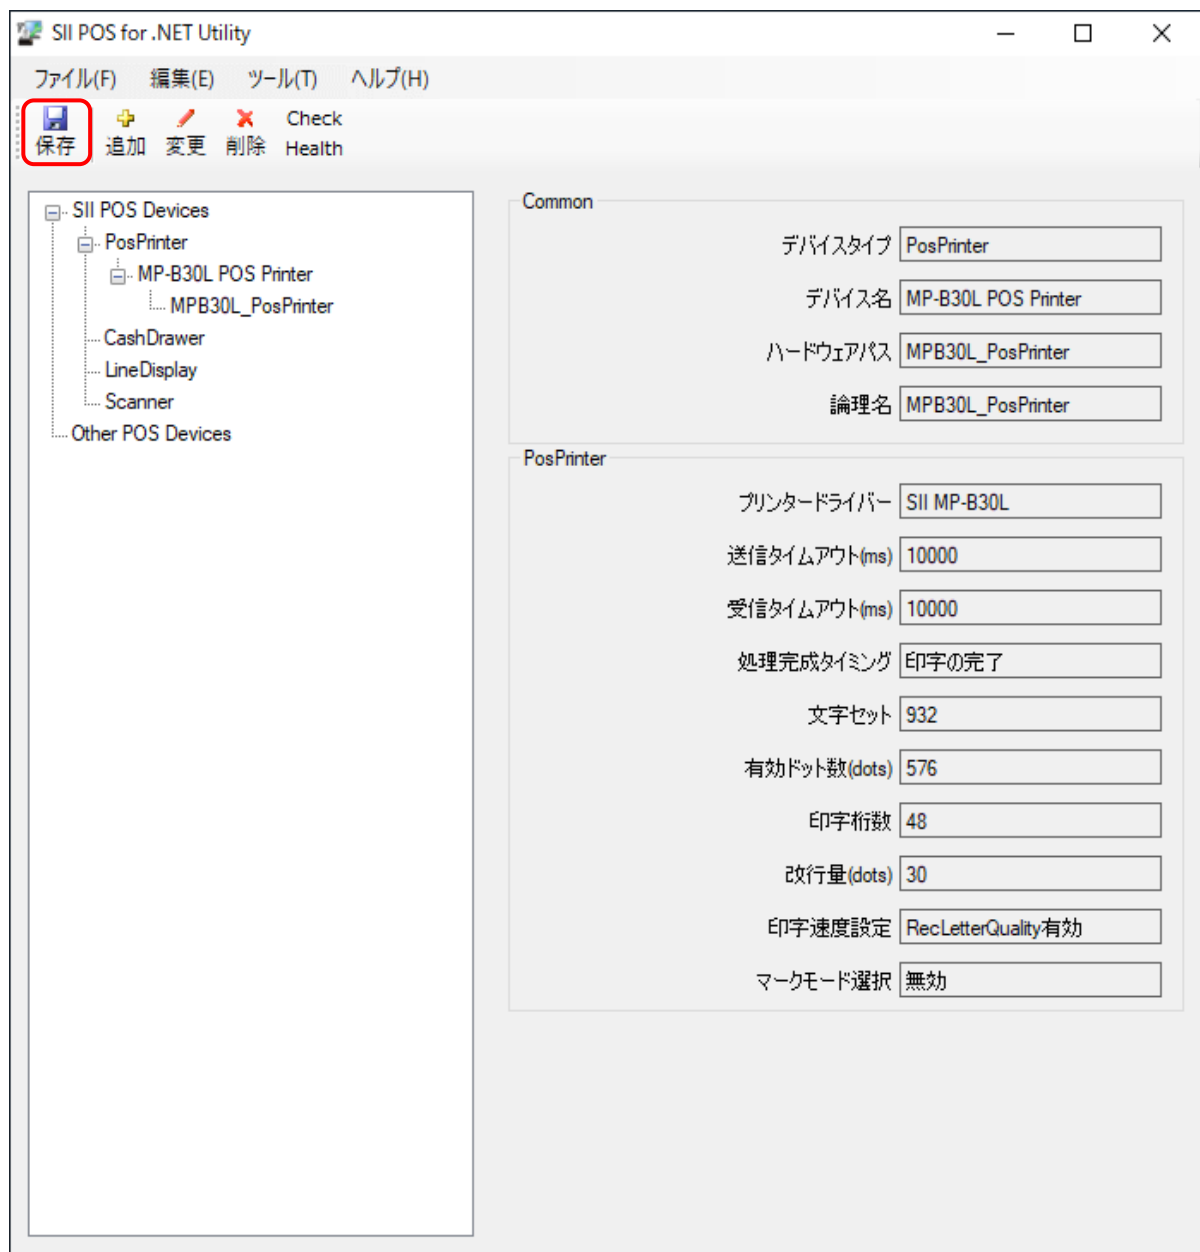 SII POS for .NET Utility
ファイル(F) 編集(E) ツール(T) ヘルプ(H)
保存 追加 変更 削除 Check Health
SII POS Devices
PosPrinter
MP-B30L POS Printer
MPB30L_PosPrinter
CashDrawer
LineDisplay
Scanner
Other POS Devices
Common
デバイスタイプ PosPrinter
デバイス名 MP-B30L POS Printer
ハードウェアパス MPB30L_PosPrinter
論理名 MPB30L_PosPrinter
PosPrinter
プリンタードライバー SII MP-B30L
送信タイムアウト(ms) 10000
受信タイムアウト(ms) 10000
処理完成タイミング 印字の完了
文字セット 932
有効ドット数(dots) 576
印字桁数 48
改行量(dots) 30
印字速度設定 RecLetterQuality有効
マークモード選択 無効